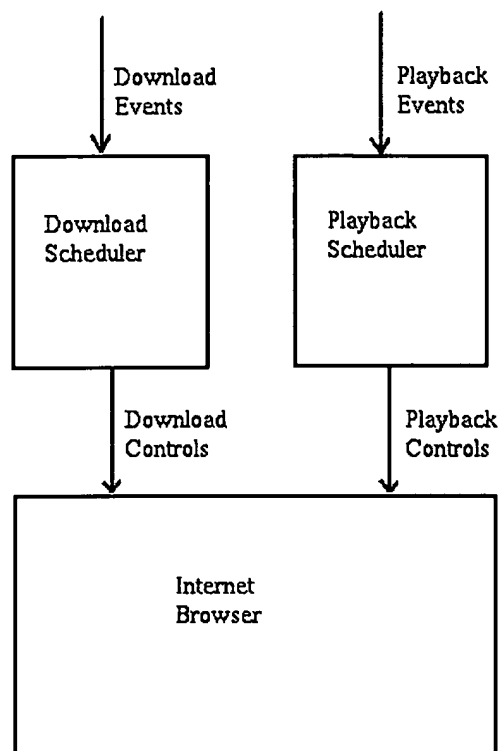 Download
Events
Playback
Events
Download
Scheduler
Playback
Scheduler
Download
Controls
Playback
Controls
Internet
Browser